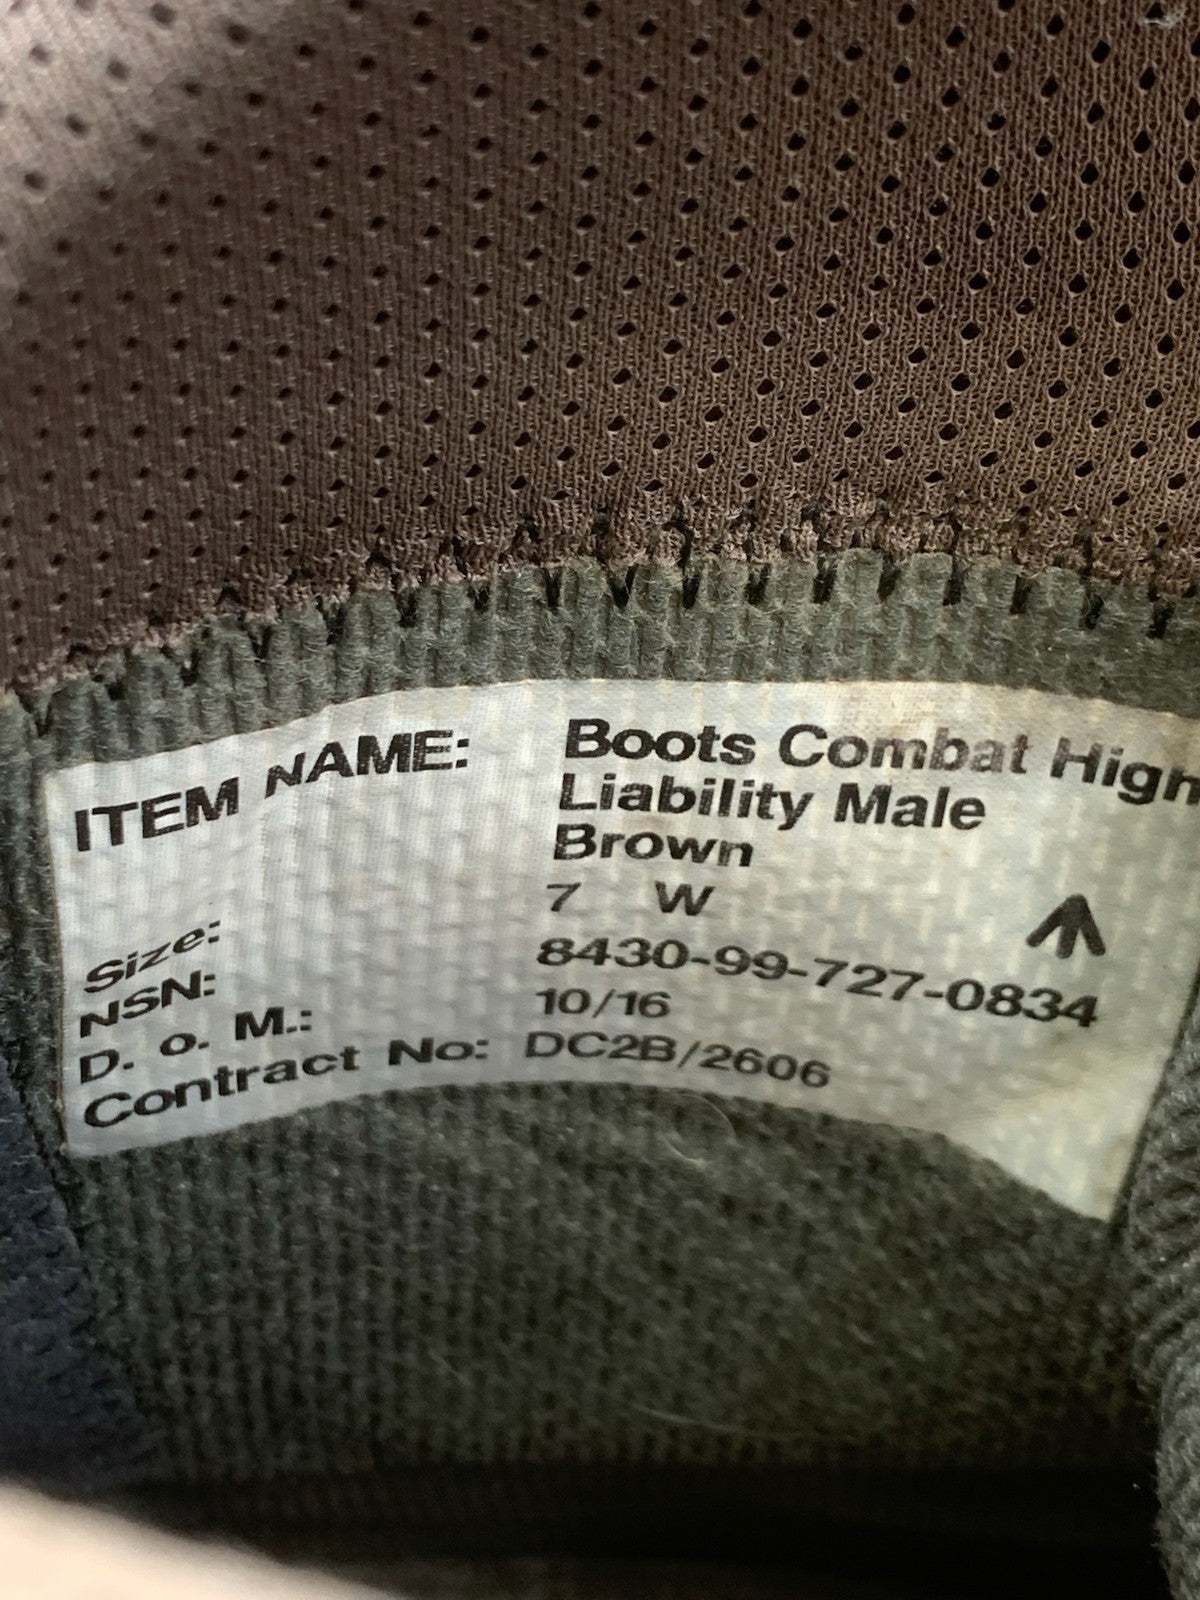 ITEM NAME: Boots Combat High
Liability Male
Brown
Size: 7 W
NSN: 8430-99-727-0834
D. o. M.: 10/16
Contract No: DC2B/2606